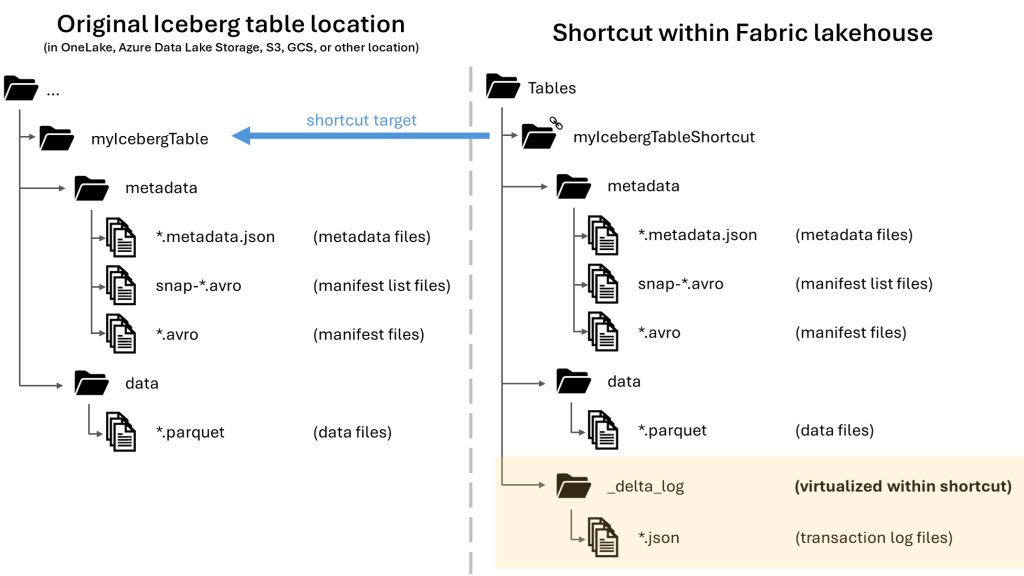 Original Iceberg table location
(in OneLake, Azure Data Lake Storage, S3, GCS, or other location)
...
myIcebergTable
metadata
*.metadata.json (metadata files)
snap-*.avro (manifest list files)
*.avro (manifest files)
data
*.parquet (data files)
shortcut target
Shortcut within Fabric lakehouse
Tables
myIcebergTableShortcut
metadata
*.metadata.json (metadata files)
snap-*.avro (manifest list files)
*.avro (manifest files)
data
*.parquet (data files)
_delta_log (virtualized within shortcut)
*.json (transaction log files)